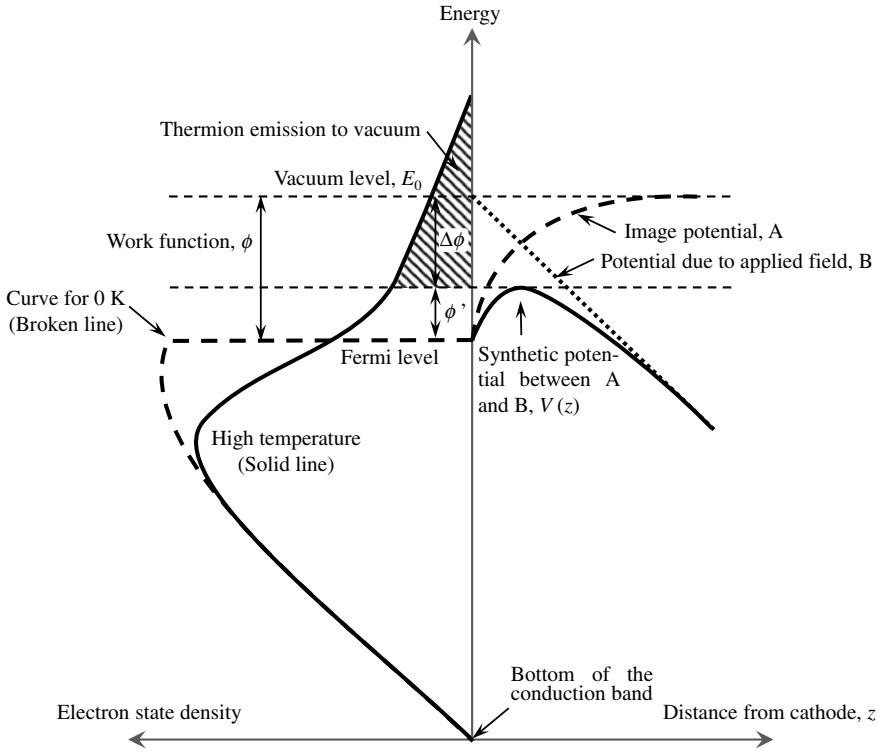 Energy
Thermion emission to vacuum
Vacuum level, E₀
Work function, ϕ
Δϕ
Image potential, A
Potential due to applied field, B
Curve for 0 K
(Broken line)
ϕ’
Fermi level
Synthetic poten-
tial between A
and B, V (z)
High temperature
(Solid line)
Bottom of the
conduction band
Electron state density
Distance from cathode, z